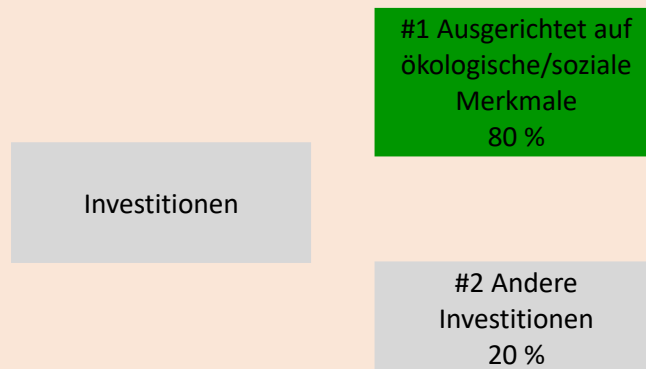 #1 Ausgerichtet auf
ökologische/soziale
Merkmale
80 %
Investitionen
#2 Andere
Investitionen
20 %